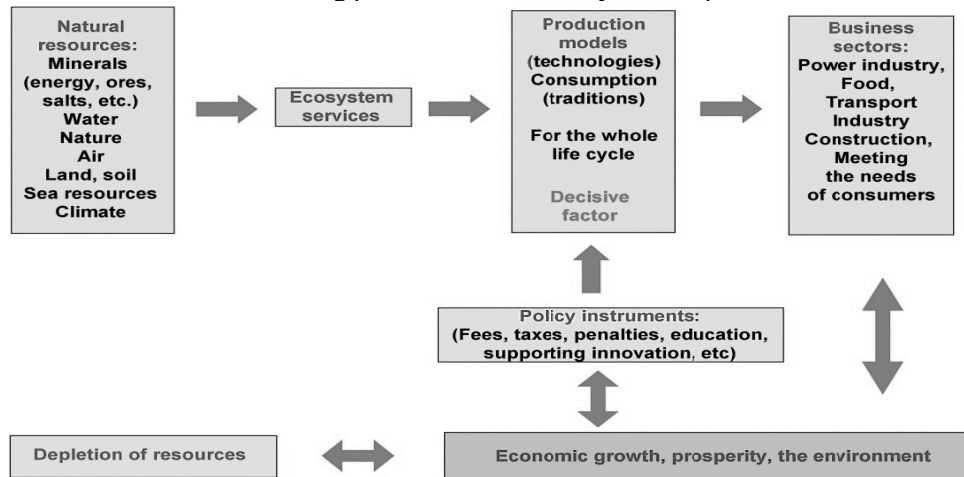 Natural
resources:
Minerals
(energy, ores,
salts, etc.)
Water
Nature
Air
Land, soil
Sea resources
Climate
Ecosystem
services
Production
models
(technologies)
Consumption
(traditions)
For the whole
life cycle
Decisive
factor
Business
sectors:
Power industry,
Food,
Transport
Industry
Construction,
Meeting
the needs
of consumers
Policy instruments:
(Fees, taxes, penalties, education,
supporting innovation, etc)
Depletion of resources
Economic growth, prosperity, the environment